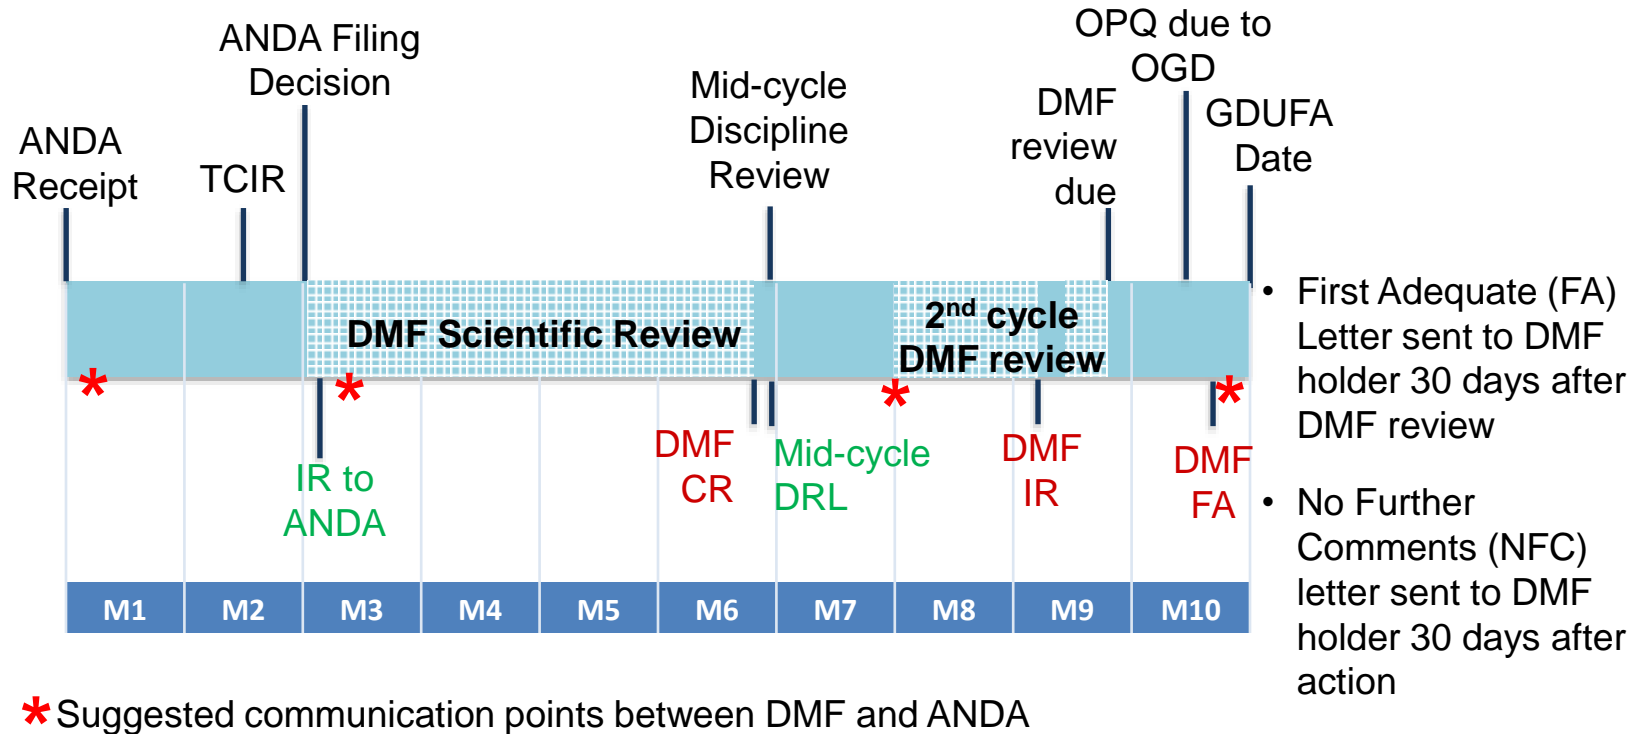 ANDA
Receipt
TCIR
ANDA Filing
Decision
Mid-cycle
Discipline
Review
DMF
review
due
OPQ due to
OGD
GDUFA
Date
DMF Scientific Review
2nd cycle
DMF review
*
*
*
*
IR to
ANDA
DMF
CR
Mid-cycle
DRL
DMF
IR
DMF
FA
M1 M2 M3 M4 M5 M6 M7 M8 M9 M10
• First Adequate (FA)
Letter sent to DMF
holder 30 days after
DMF review
• No Further
Comments (NFC)
letter sent to DMF
holder 30 days after
action
* Suggested communication points between DMF and ANDA